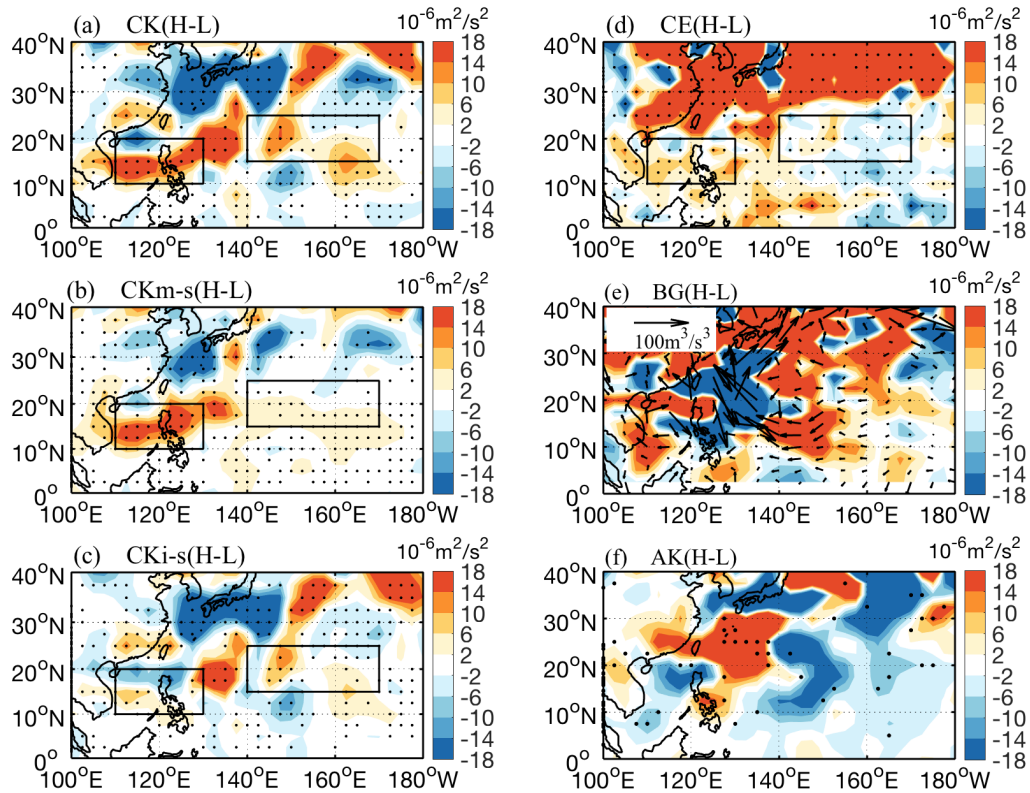 (a) CK(H-L) 10⁻⁶m²/s²
40°N 18
14
30°N 10
6
20°N 2
-2
-6
10°N -10
-14
0° -18
100°E 120°E 140°E 160°E 180°W
(d) CE(H-L) 10⁻⁶m²/s²
40°N 18
14
30°N 10
6
20°N 2
-2
-6
10°N -10
-14
0° -18
100°E 120°E 140°E 160°E 180°W
(b) CKm-s(H-L) 10⁻⁶m²/s²
40°N 18
14
30°N 10
6
20°N 2
-2
-6
10°N -10
-14
0° -18
100°E 120°E 140°E 160°E 180°W
(e) BG(H-L) 10⁻⁶m²/s²
100m³/s³
40°N 18
14
30°N 10
6
20°N 2
-2
-6
10°N -10
-14
0° -18
100°E 120°E 140°E 160°E 180°W
(c) CKi-s(H-L) 10⁻⁶m²/s²
40°N 18
14
30°N 10
6
20°N 2
-2
-6
10°N -10
-14
0° -18
100°E 120°E 140°E 160°E 180°W
(f) AK(H-L) 10⁻⁶m²/s²
40°N 18
14
30°N 10
6
20°N 2
-2
-6
10°N -10
-14
0° -18
100°E 120°E 140°E 160°E 180°W